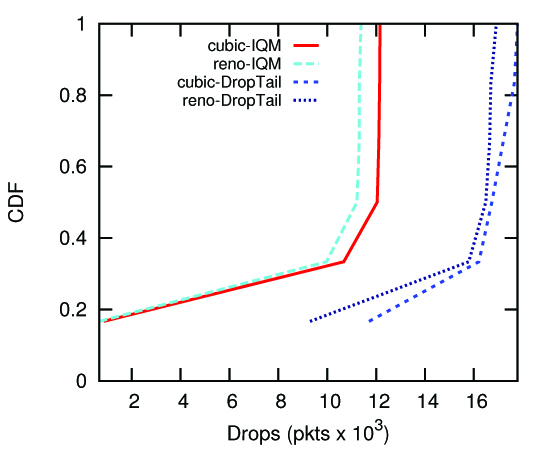 1
0.8
0.6
0.4
0.2
0
CDF
cubic-IQM
reno-IQM
cubic-DropTail
reno-DropTail
2 4 6 8 10 12 14 16
Drops (pkts x 10³)